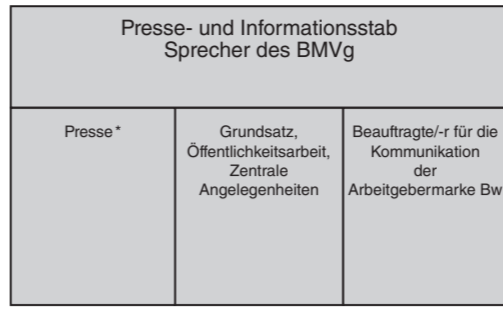 Presse- und Informationsstab
Sprecher des BMVg
Presse*
Grundsatz,
Öffentlichkeitsarbeit,
Zentrale
Angelegenheiten
Beauftragte/-r für die
Kommunikation
der
Arbeitgebermarke Bw